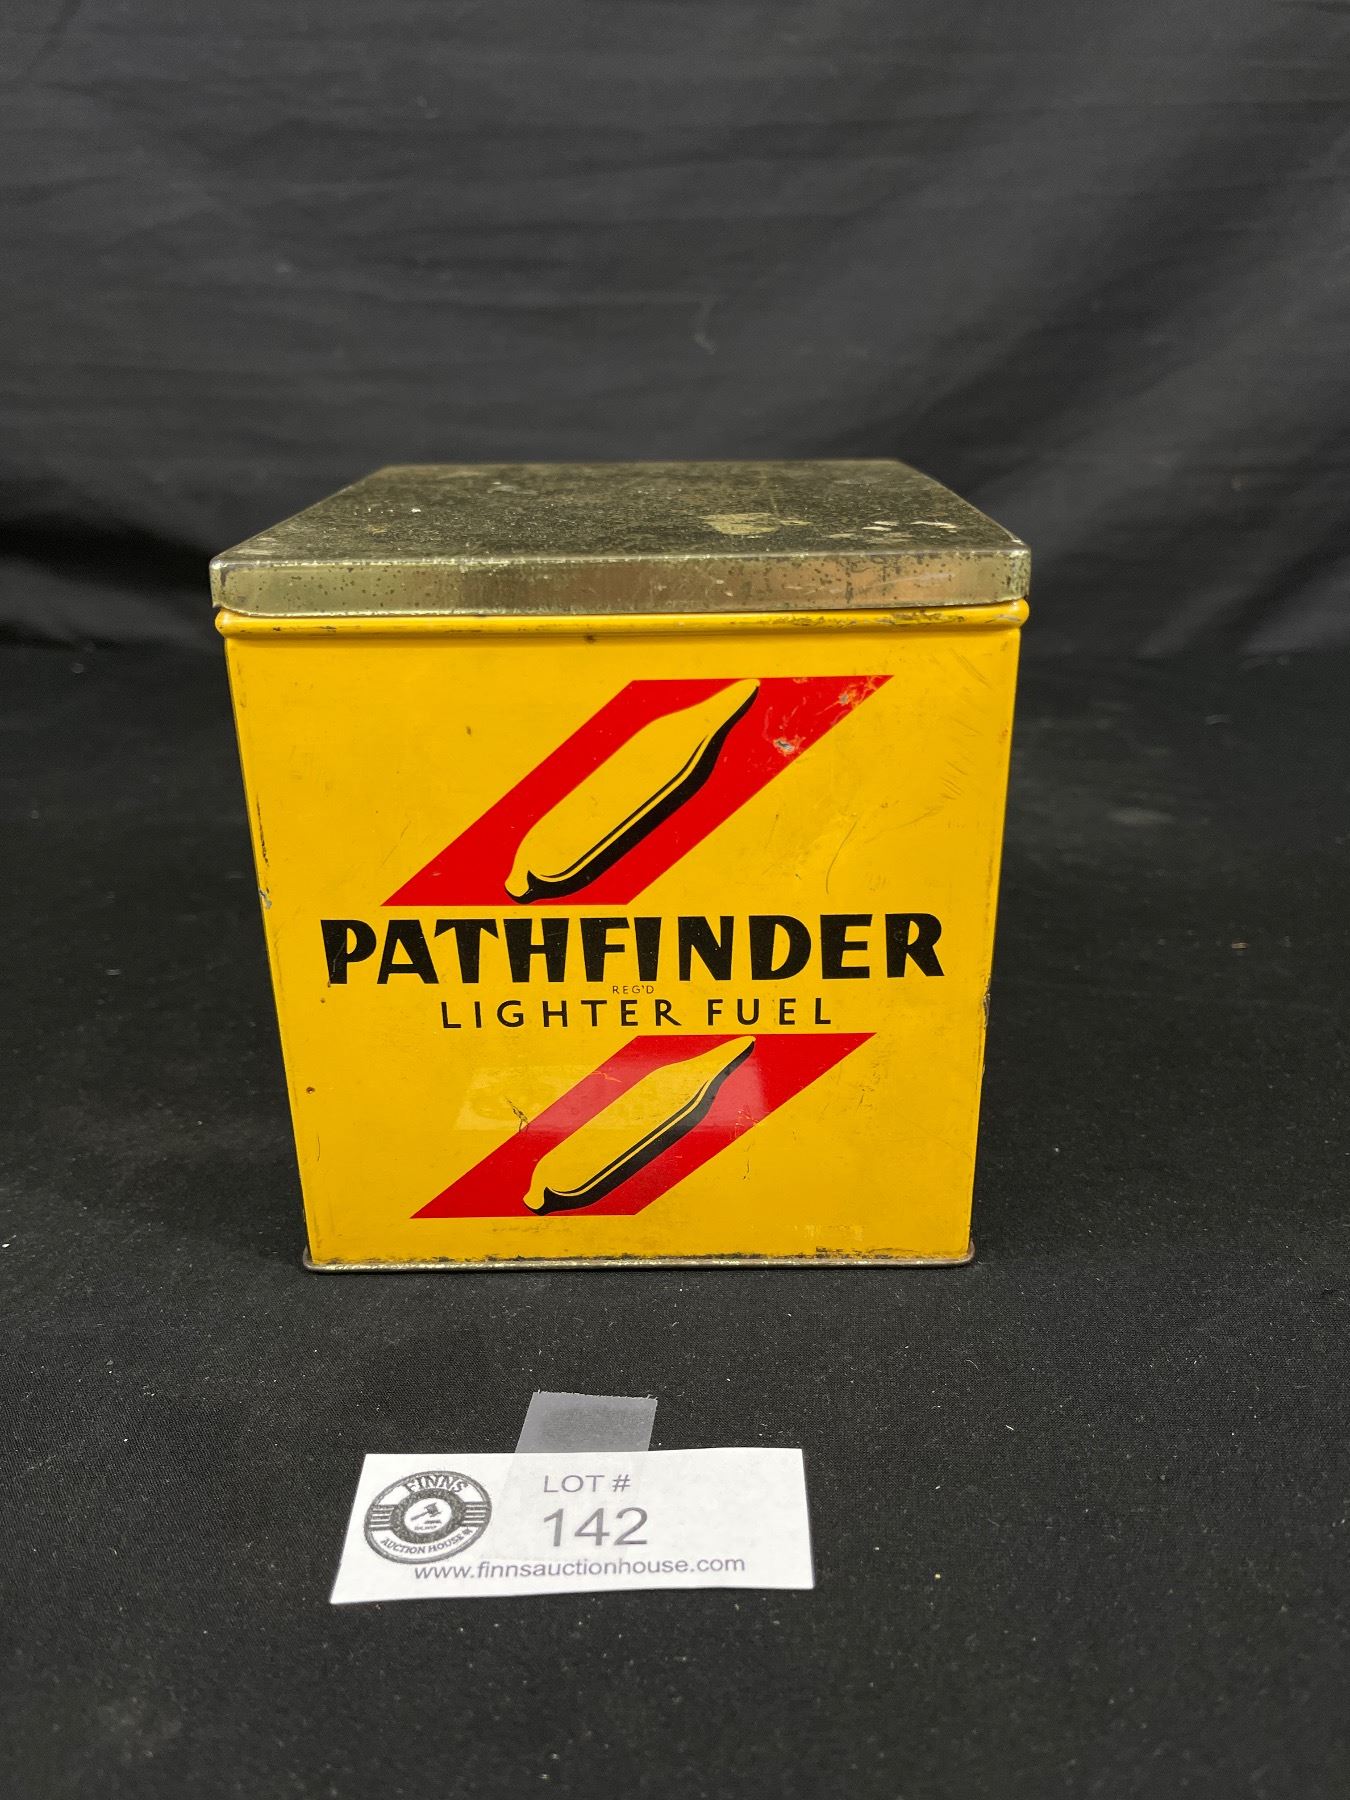 PATHFINDER
REG'D
LIGHTER FUEL
LOT #
142
FINNS
AUCTION HOUSE
www.finnsauctionhouse.com